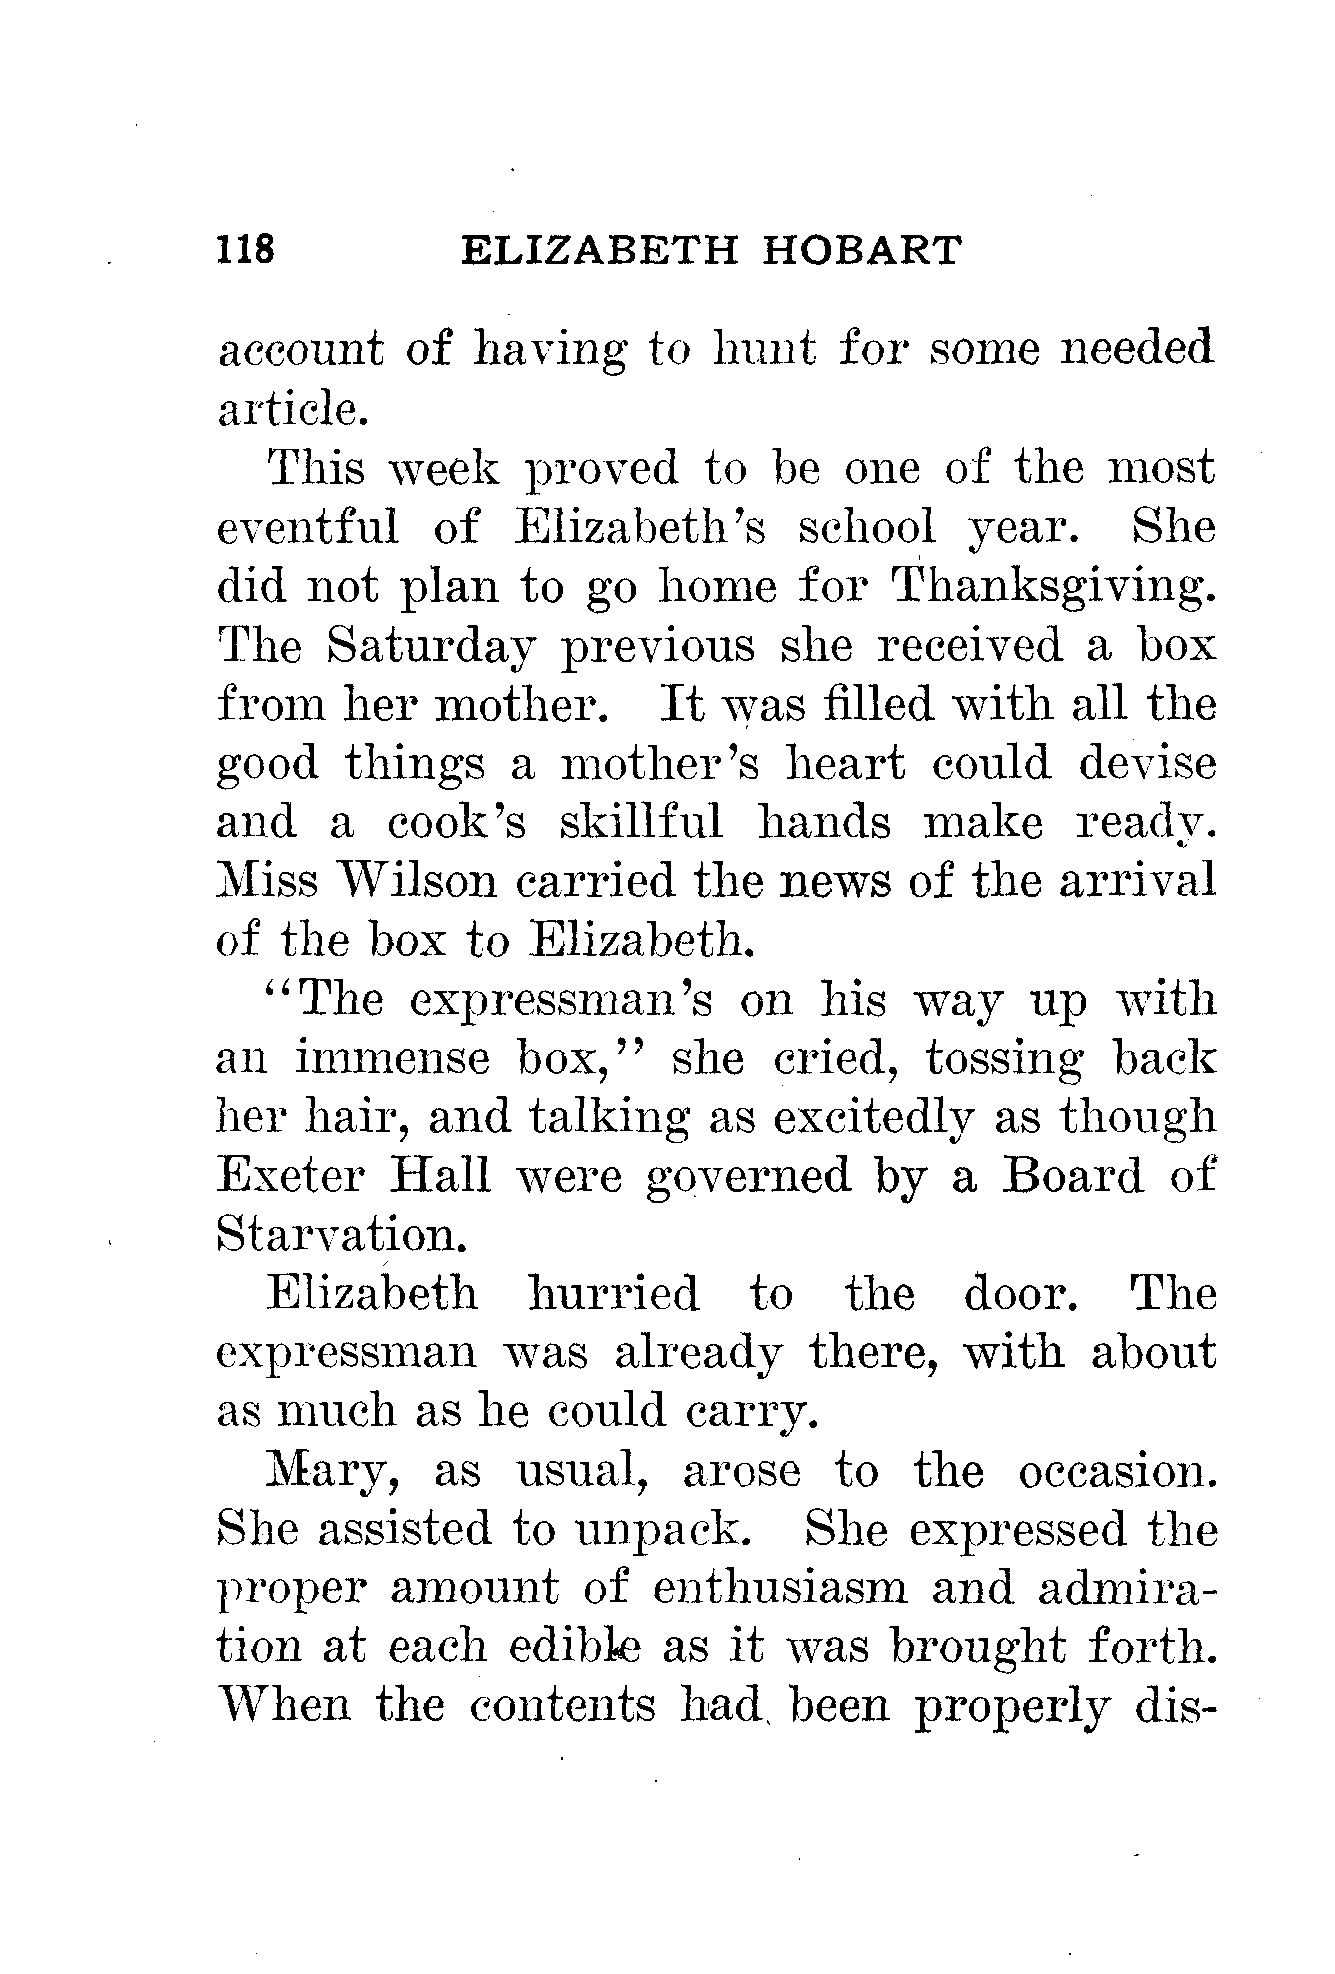 118 ELIZABETH HOBART
account of having to hunt for some needed
article.
This week proved to be one of the most
eventful of Elizabeth's school year. She
did not plan to go home for Thanksgiving.
The Saturday previous she received a box
from her mother. It was filled with all the
good things a mother's heart could devise
and a cook's skillful hands make ready.
Miss Wilson carried the news of the arrival
of the box to Elizabeth.
"The expressman's on his way up with
an immense box," she cried, tossing back
her hair, and talking as excitedly as though
Exeter Hall were governed by a Board of
Starvation.
Elizabeth hurried to the door. The
expressman was already there, with about
as much as he could carry.
Mary, as usual, arose to the occasion.
She assisted to unpack. She expressed the
proper amount of enthusiasm and admira-
tion at each edible as it was brought forth.
When the contents had been properly dis-